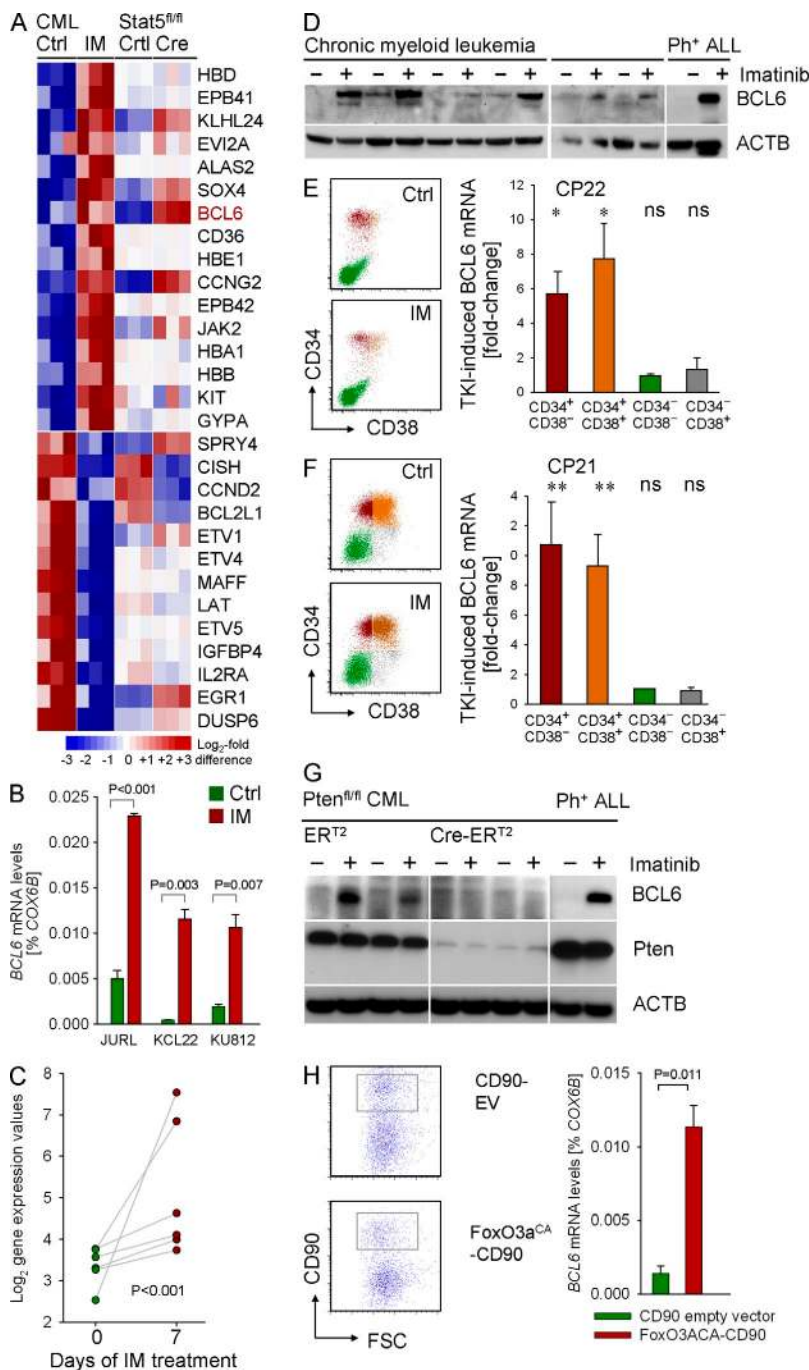 A
CML Stat5fl/fl
Ctrl IM Crtl Cre
HBD
EPB41
KLHL24
EVI2A
ALAS2
SOX4
BCL6
CD36
HBE1
CCNG2
EPB42
JAK2
HBA1
HBB
KIT
GYPA
SPRY4
CISH
CCND2
BCL2L1
ETV1
ETV4
MAFF
LAT
ETV5
IGFBP4
IL2RA
EGR1
DUSP6
-3 -2 -1 0 +1 +2 +3
Log2-fold
difference
B
BCL6 mRNA levels
[% COX6B]
0.025
0.020
0.015
0.010
0.005
0.000
P<0.001
P=0.003
P=0.007
Ctrl
IM
JURL KCL22 KU812
C
Log2 gene expression values
8
7
6
5
4
3
2
P<0.001
0 7
Days of IM treatment
D
Chronic myeloid leukemia Ph+ ALL
– + – + – + – + – + – + – +
Imatinib
BCL6
ACTB
E
Ctrl
IM
CD34
CD38
TKI-induced BCL6 mRNA
[fold-change]
CP22
12
10
8
6
4
2
0
* * ns ns
CD34+ CD34+ CD34– CD34–
CD38– CD38+ CD38– CD38+
F
Ctrl
IM
CD34
CD38
TKI-induced BCL6 mRNA
[fold-change]
CP21
4
2
0
8
6
4
2
0
** ** ns ns
CD34+ CD34+ CD34– CD34–
CD38– CD38+ CD38– CD38+
G
Ptenfl/fl CML Ph+ ALL
ERT2 Cre-ERT2
– + – + – + – + – +
Imatinib
BCL6
Pten
ACTB
H
CD90-
EV
FoxO3aCA
-CD90
CD90
FSC
BCL6 mRNA levels [% COX6B]
0.015
0.010
0.005
0.000
P=0.011
CD90 empty vector
FoxO3ACA-CD90